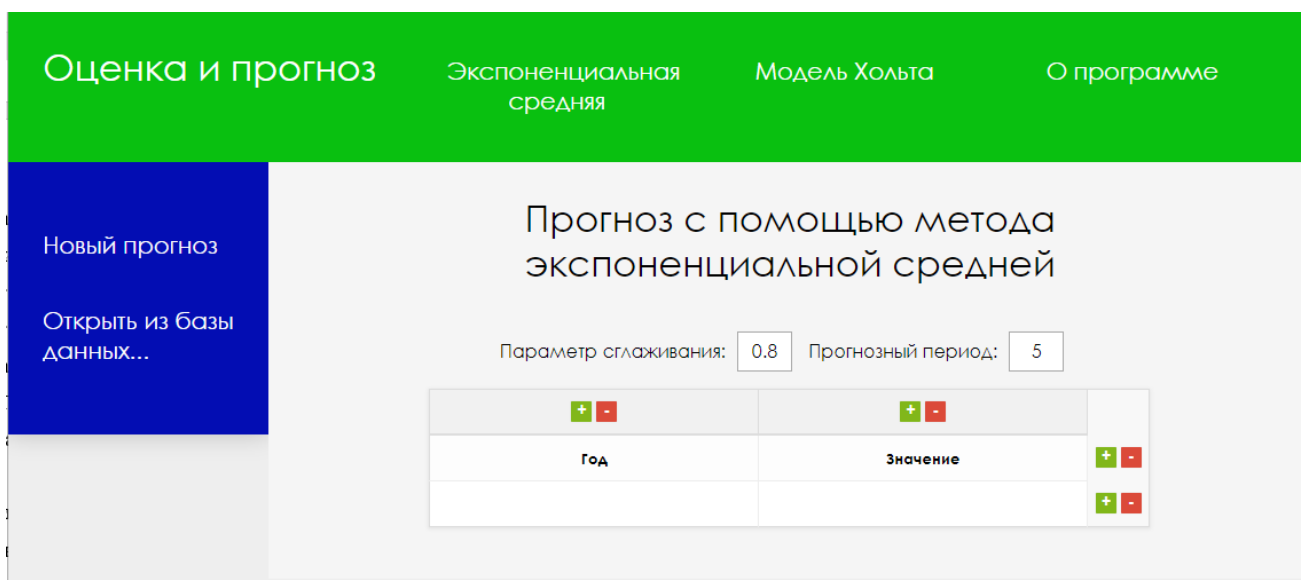 Оценка и прогноз
Экспоненциальная
средняя
Модель Хольта
О программе
Новый прогноз
Открыть из базы
данных...
Прогноз с помощью метода
экспоненциальной средней
Параметр сглаживания: 0.8 Прогнозный период: 5
+ - + -
Год Значение + -
+ -